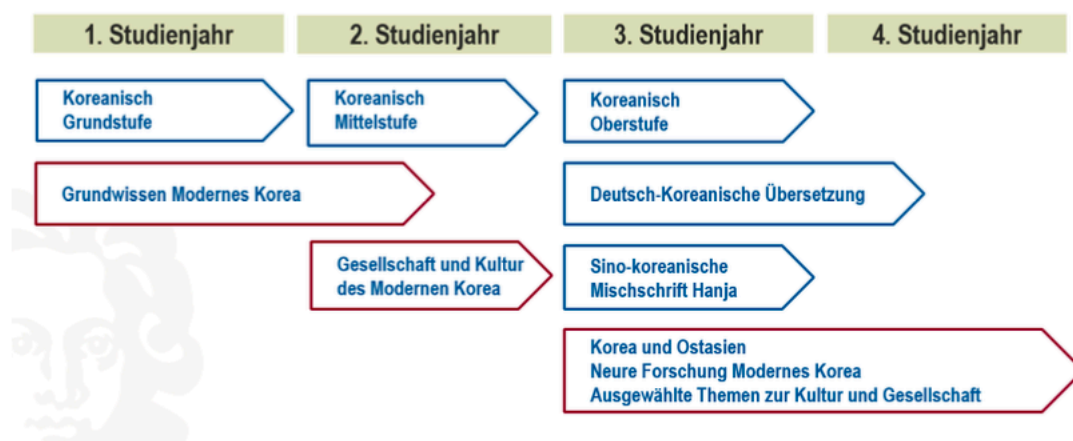 1. Studienjahr
2. Studienjahr
3. Studienjahr
4. Studienjahr
Koreanisch
Grundstufe
Koreanisch
Mittelstufe
Koreanisch
Oberstufe
Grundwissen Modernes Korea
Deutsch-Koreanische Übersetzung
Gesellschaft und Kultur
des Modernen Korea
Sino-koreanische
Mischschrift Hanja
Korea und Ostasien
Neure Forschung Modernes Korea
Ausgewählte Themen zur Kultur und Gesellschaft